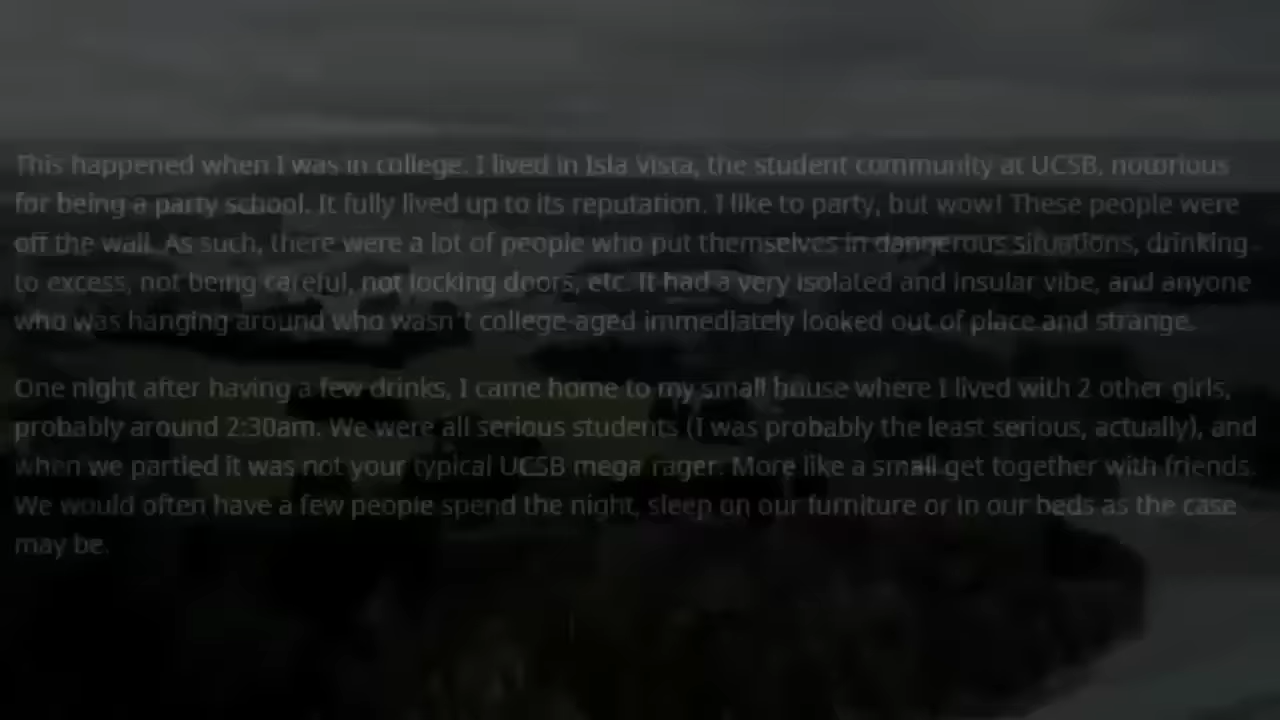 This happened when I was in college. I lived in Isla Vista, the student community at UCSB, notorious
for being a party school. It fully lived up to its reputation. I like to party, but wow! These people were
off the wall. As such, there were a lot of people who put themselves in dangerous situations, drinking
to excess, not being careful, not locking doors, etc. It had a very isolated and insular vibe, and anyone
who was hanging around who wasn't college-aged immediately looked out of place and strange.
One night after having a few drinks, I came home to my small house where I lived with 2 other girls,
probably around 2:30am. We were all serious students (I was probably the least serious, actually), and
when we partied it was not your typical UCSB mega rager. More like a small get together with friends.
We would often have a few people spend the night, sleep on our furniture or in our beds as the case
may be.